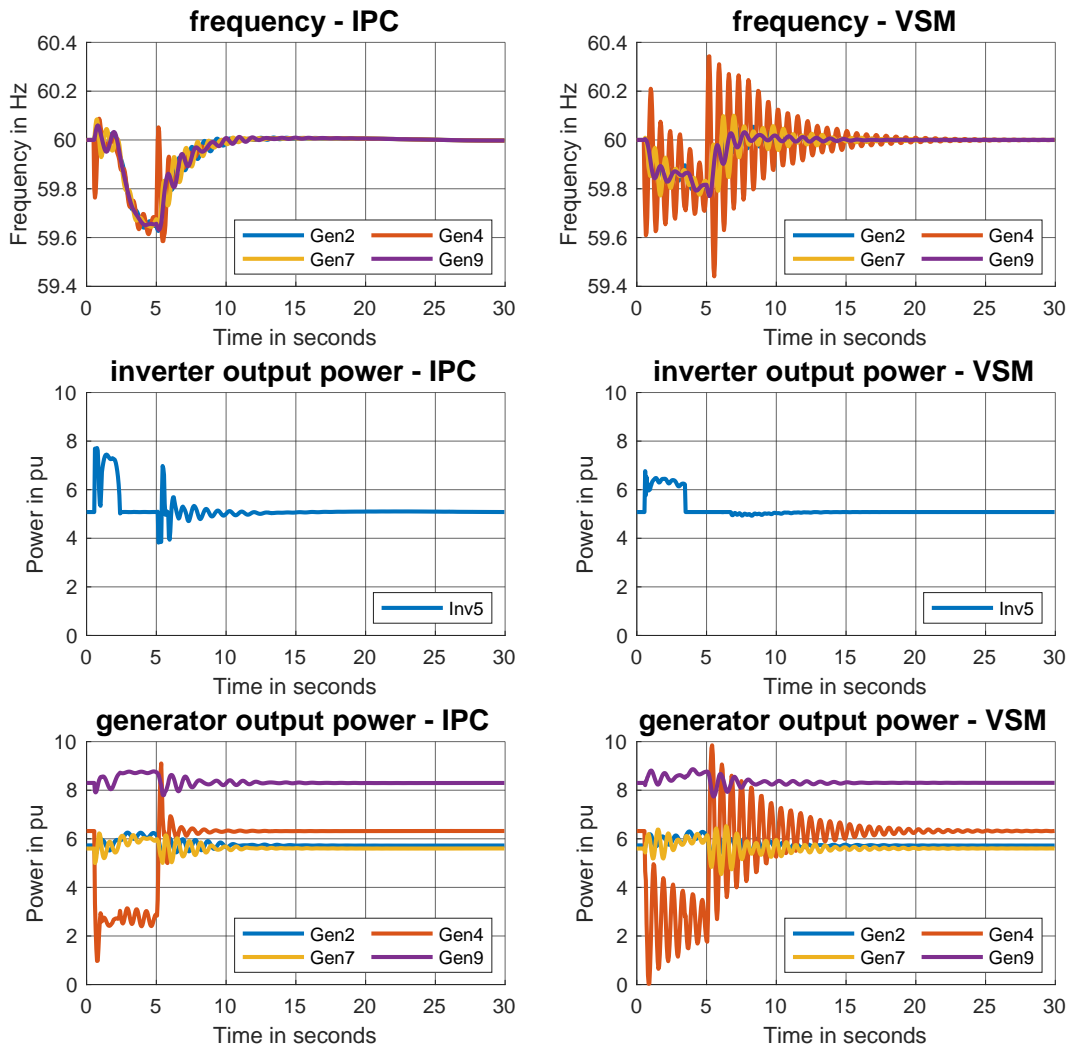 frequency - IPC
60.4
60.2
60
59.8
59.6
59.4
Frequency in Hz
Gen2 Gen4
Gen7 Gen9
0 5 10 15 20 25 30
Time in seconds
frequency - VSM
60.4
60.2
60
59.8
59.6
59.4
Frequency in Hz
Gen2 Gen4
Gen7 Gen9
0 5 10 15 20 25 30
Time in seconds
inverter output power - IPC
10
8
6
4
2
0
Power in pu
Inv5
0 5 10 15 20 25 30
Time in seconds
inverter output power - VSM
10
8
6
4
2
0
Power in pu
Inv5
0 5 10 15 20 25 30
Time in seconds
generator output power - IPC
10
8
6
4
2
0
Power in pu
Gen2 Gen4
Gen7 Gen9
0 5 10 15 20 25 30
Time in seconds
generator output power - VSM
10
8
6
4
2
0
Power in pu
Gen2 Gen4
Gen7 Gen9
0 5 10 15 20 25 30
Time in seconds